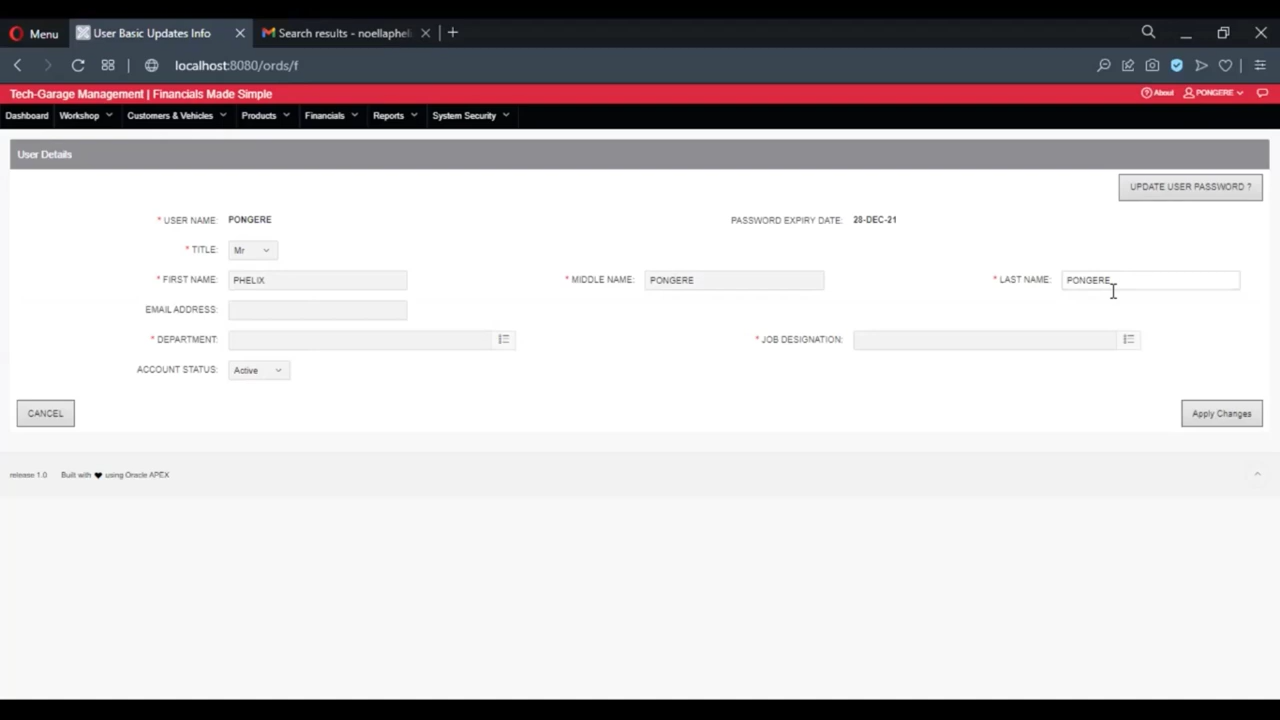 Menu
User Basic Updates Info
Search results - noellaphel
localhost:8080/ords/f
Tech-Garage Management | Financials Made Simple
About
PONGERE
Dashboard Workshop Customers & Vehicles Products Financials Reports System Security
User Details
UPDATE USER PASSWORD ?
* USER NAME: PONGERE
PASSWORD EXPIRY DATE: 28-DEC-21
* TITLE: Mr
* FIRST NAME: PHELIX
* MIDDLE NAME: PONGERE
* LAST NAME: PONGERE
EMAIL ADDRESS:
* DEPARTMENT:
* JOB DESIGNATION:
ACCOUNT STATUS: Active
CANCEL
Apply Changes
release 1.0 Built with ♥ using Oracle APEX